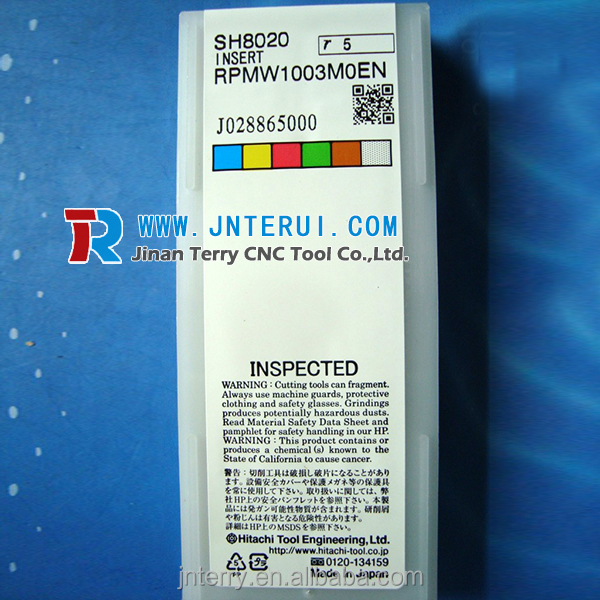 SH8020 r 5
INSERT
RPMW1003M0EN
J028865000
TR WWW.JNTERUI.COM
Jinan Terry CNC Tool Co.,Ltd.
INSPECTED
WARNING : Cutting tools can fragment.
Always use machine guards, protective
clothing and safety glasses. Grindings
produces potentially hazardous dusts.
Read Material Safety Data Sheet and
pamphlet for safety handling in our HP.
WARNING : This product contains or
produces a chemical(s) known to the
State of California to cause cancer.
警告：切削工具は破損し破片になることがあり
ます。設備安全カバーや保護メガネ等の保護具
を常に使用して下さい。取り扱いに関しては、弊
社HP上の安全パンフレットを参照下さい。本製
品には発ガン可能性物質が含まれます。研削屑
や粉じんは有害となる危険性があります。
詳細はHP上のMSDSを参照下さい。
Hitachi Tool Engineering,Ltd.
http://www.hitachi-tool.co.jp
0120-134159
Made in Japan
jnterry.en.alibaba.com